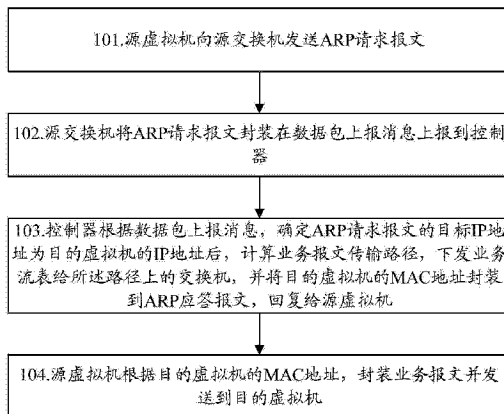 101.源虚拟机向源交换机发送ARP请求报文
102.源交换机将ARP请求报文封装在数据包上报消息上报到控制
器
103.控制器根据数据包上报消息，确定ARP请求报文的目标IP地
址为目的虚拟机的IP地址后，计算业务报文传输路径，下发业务
流表给所述路径上的交换机，并将目的虚拟机的MAC地址封装
到ARP应答报文，回复给源虚拟机
104.源虚拟机根据目的虚拟机的MAC地址，封装业务报文并发
送到目的虚拟机